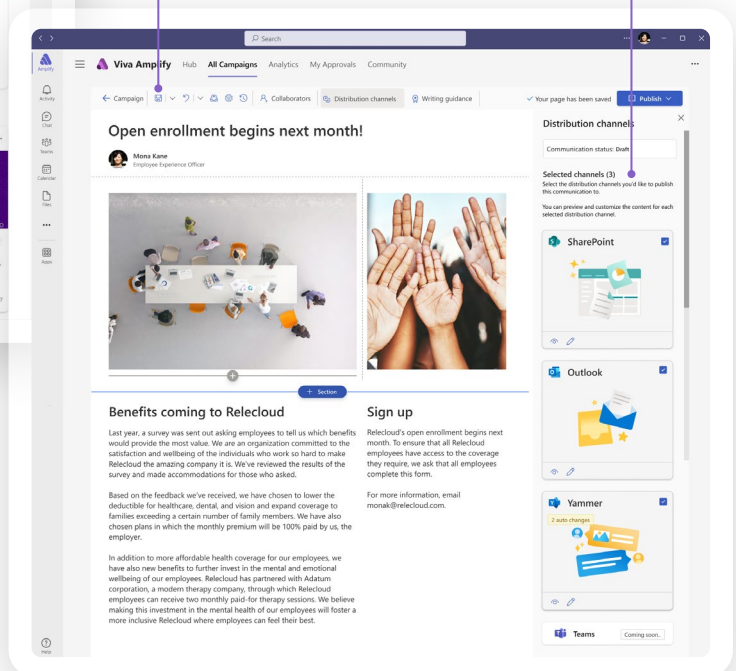 Search
Amplify
Activity
Chat
Teams
Calendar
Files
Apps
Help
Viva Amplify Hub All Campaigns Analytics My Approvals Community
Campaign Collaborators Distribution channels Writing guidance Your page has been saved Publish
Open enrollment begins next month!
Mona Kane
Employee Experience Officer
+ Section
Benefits coming to Relecloud
Last year, a survey was sent out asking employees to tell us which benefits
would provide the most value. We are an organization committed to the
satisfaction and wellbeing of the individuals who work so hard to make
Relecloud the amazing company it is. We've reviewed the results of the
survey and made accommodations for those who asked.
Based on the feedback we've received, we have chosen to lower the
deductible for healthcare, dental, and vision and expand coverage to
families exceeding a certain number of family members. We have also
chosen plans in which the monthly premium will be 100% paid by us, the
employer.
In addition to more affordable health coverage for our employees, we
have also new benefits to further invest in the mental and emotional
wellbeing of our employees. Relecloud has partnered with Adatum
corporation, a modern therapy company, through which Relecloud
employees can receive two monthly paid-for therapy sessions. We believe
making this investment in the mental health of our employees will foster a
more inclusive Relecloud where employees can feel their best.
Sign up
Relecloud's open enrollment begins next
month. To ensure that all Relecloud
employees have access to the coverage
they require, we ask that all employees
complete this form.
For more information, email
monak@relecloud.com.
Distribution channels
Communication status: Draft
Selected channels (3)
Select the distribution channels you'd like to publish
this communication to.
You can preview and customize the content for each
selected distribution channel.
SharePoint
Outlook
Yammer
2 auto changes
Teams Coming soon..